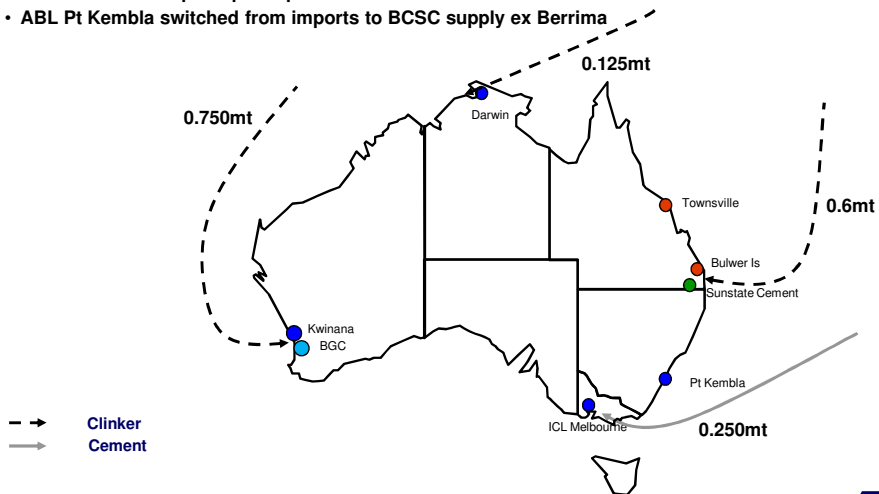 • ABL Pt Kembla switched from imports to BCSC supply ex Berrima
0.125mt
Darwin
0.750mt
Townsville
0.6mt
Bulwer Is
Sunstate Cement
Kwinana
BGC
Pt Kembla
ICL Melbourne
0.250mt
Clinker
Cement